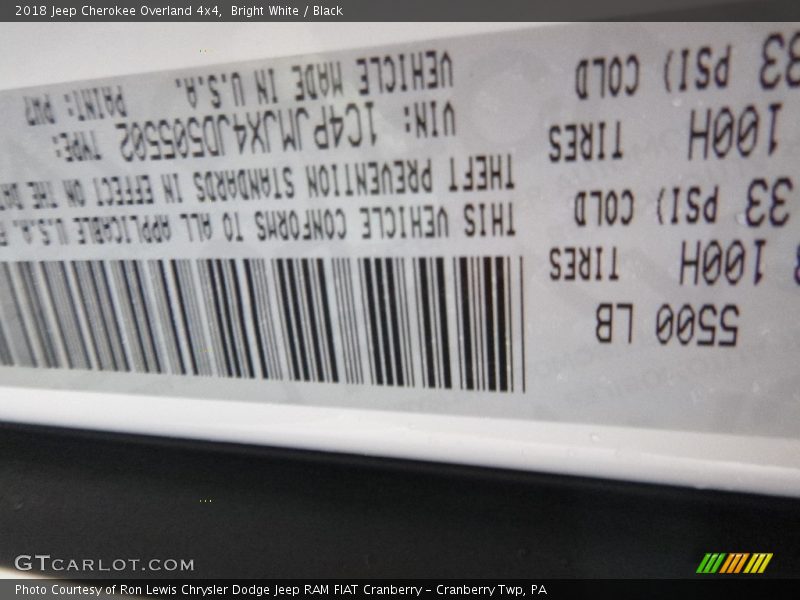 2018 Jeep Cherokee Overland 4x4, Bright White / Black
5500 LB
100H TIRES
33 PSI) COLD
100H TIRES
33 PSI) COLD
THIS VEHICLE CONFORMS TO ALL APPLICABLE U.S.A.
THEFT PREVENTION STANDARDS IN EFFECT ON THE
VIN: 1C4PJMJX4JD505502 TYPE:
VEHICLE MADE IN U.S.A. PAINT: PW7
GTCARLOT.COM
Photo Courtesy of Ron Lewis Chrysler Dodge Jeep RAM FIAT Cranberry - Cranberry Twp, PA